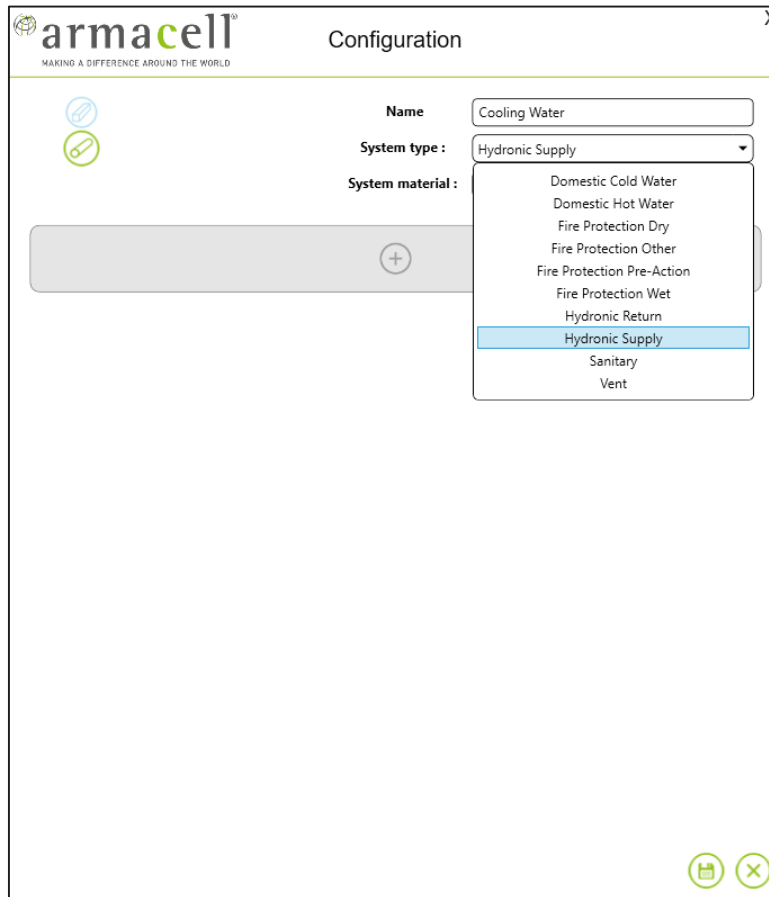 armacell®
MAKING A DIFFERENCE AROUND THE WORLD
Configuration
X
Name
Cooling Water
System type :
Hydronic Supply
System material :
Domestic Cold Water
Domestic Hot Water
Fire Protection Dry
Fire Protection Other
Fire Protection Pre-Action
Fire Protection Wet
Hydronic Return
Hydronic Supply
Sanitary
Vent